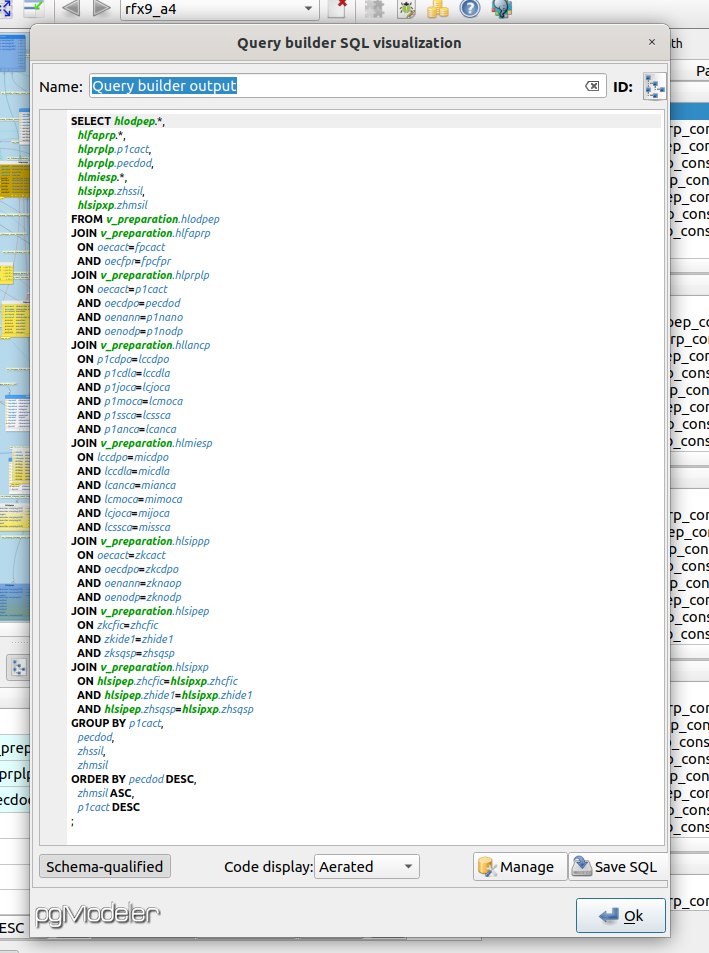 rfx9_a4
Query builder SQL visualization
×
Name: Query builder output ID:
SELECT hlodpep.*,
hlfaprp.*,
hlprplp.p1cact,
hlprplp.pecdod,
hlmiesp.*,
hlsipxp.zhssil,
hlsipxp.zhmsil
FROM v_preparation.hlodpep
JOIN v_preparation.hlfaprp
ON oecact=fpcact
AND oecfpr=fpcfpr
JOIN v_preparation.hlprplp
ON oecact=p1cact
AND oecdpo=pecdod
AND oenann=p1nano
AND oenodp=p1nodp
JOIN v_preparation.hllancp
ON p1cdpo=lccdpo
AND p1cdla=lccdla
AND p1joca=lcjoca
AND p1moca=lcmoca
AND p1ssca=lcssca
AND p1anca=lcanca
JOIN v_preparation.hlmiesp
ON lccdpo=micdpo
AND lccdla=micdla
AND lcanca=mianca
AND lcmoca=mimoca
AND lcjoca=mijoca
AND lcssca=missca
JOIN v_preparation.hlsippp
ON oecact=zkcact
AND oecdpo=zkcdpo
AND oenann=zknaop
AND oenodp=zknodp
JOIN v_preparation.hlsipep
ON zkcfic=zhcfic
AND zkide1=zhide1
AND zksqsp=zhsqsp
JOIN v_preparation.hlsipxp
ON hlsipep.zhcfic=hlsipxp.zhcfic
AND hlsipep.zhide1=hlsipxp.zhide1
AND hlsipep.zhsqsp=hlsipxp.zhsqsp
GROUP BY p1cact,
pecdod,
zhssil,
zhmsil
ORDER BY pecdod DESC,
zhmsil ASC,
p1cact DESC
;
Schema-qualified Code display: Aerated Manage Save SQL
pgModeler
Ok